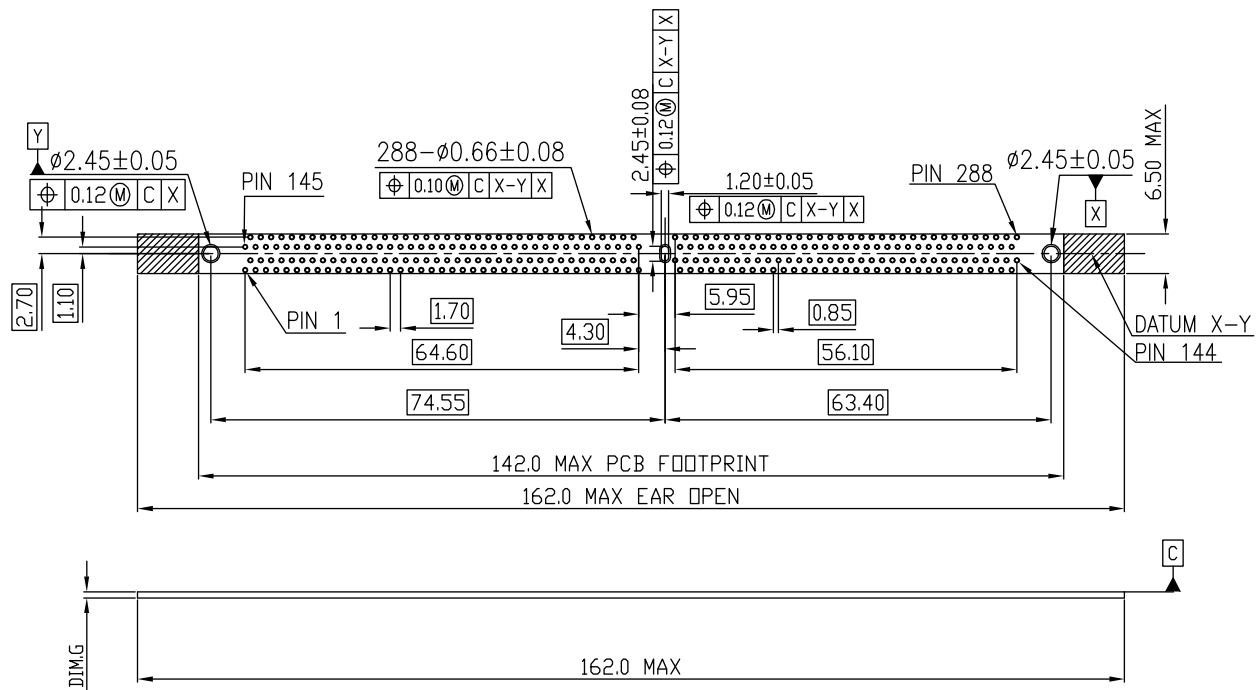 ⌖ 0.12Ⓜ C X-Y X
2.45±0.08
Y
ø2.45±0.05
⌖ 0.12Ⓜ C X
PIN 145
288-ø0.66±0.08
⌖ 0.10Ⓜ C X-Y X
1.20±0.05
⌖ 0.12Ⓜ C X-Y X
PIN 288
ø2.45±0.05
X
6.50 MAX
2.70
1.10
PIN 1
1.70
4.30
5.95
0.85
DATUM X-Y
PIN 144
64.60
56.10
74.55
63.40
142.0 MAX PCB FOOTPRINT
162.0 MAX EAR OPEN
C
DIM.G
162.0 MAX